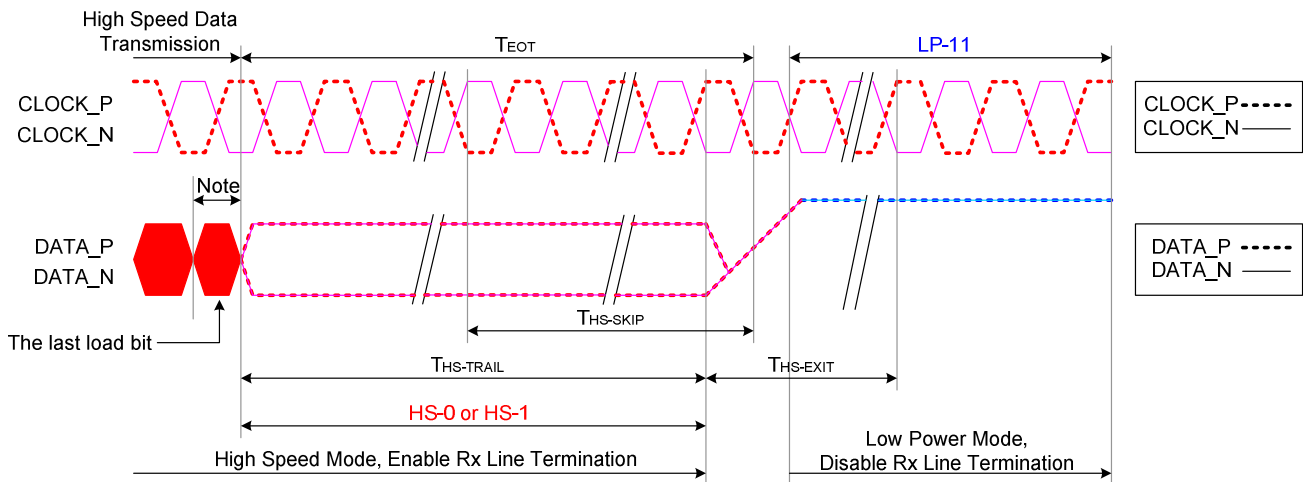 High Speed Data
Transmission
TEOT
LP-11
CLOCK_P
CLOCK_N
CLOCK_P
CLOCK_N
Note
DATA_P
DATA_N
DATA_P
DATA_N
THS-SKIP
The last load bit
THS-TRAIL
THS-EXIT
HS-0 or HS-1
High Speed Mode, Enable Rx Line Termination
Low Power Mode,
Disable Rx Line Termination